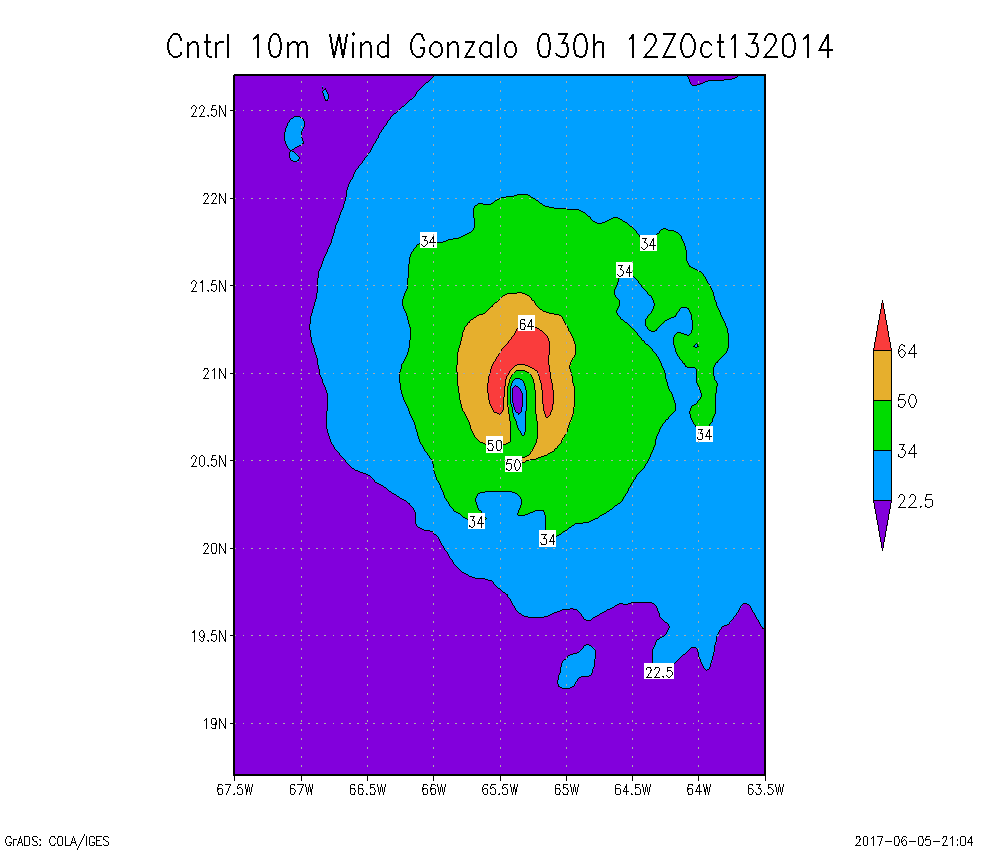 Cntrl 10m Wind Gonzalo 030h 12Z0ct132014
22.5N
22N
21.5N
21N
20.5N
20N
19.5N
19N
34
34
34
64
50
50
34
34
34
22.5
64
50
34
22.5
67.5W 67W 66.5W 66W 65.5W 65W 64.5W 64W 63.5W
GrADS: COLA/IGES 2017-06-05-21:04